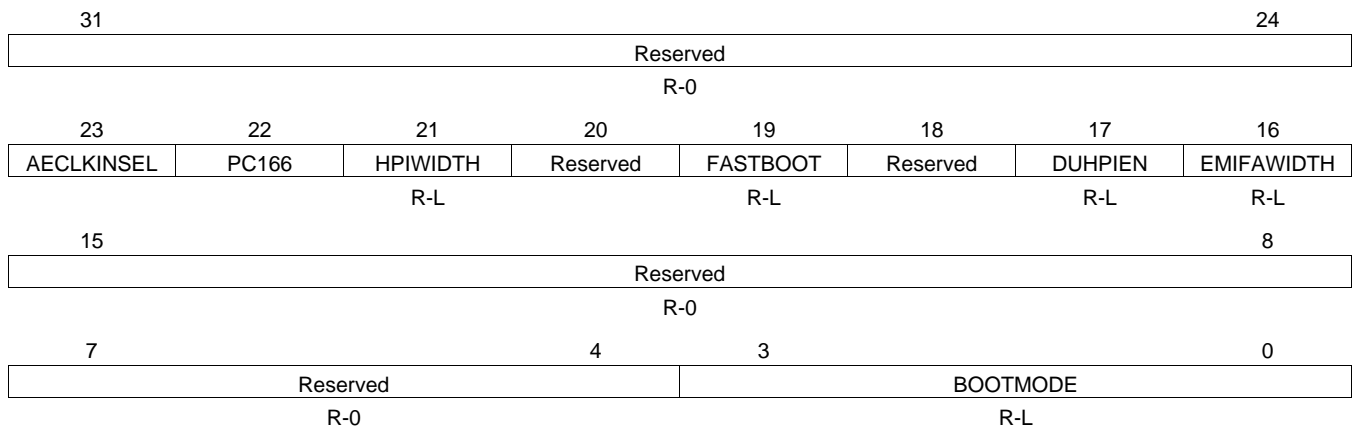 31 24
Reserved
R-0
23 22 21 20 19 18 17 16
AECLKINSEL PC166 HPIWIDTH Reserved FASTBOOT Reserved DUHPIEN EMIFAWIDTH
R-L R-L R-L R-L
15 8
Reserved
R-0
7 4 3 0
Reserved BOOTMODE
R-0 R-L